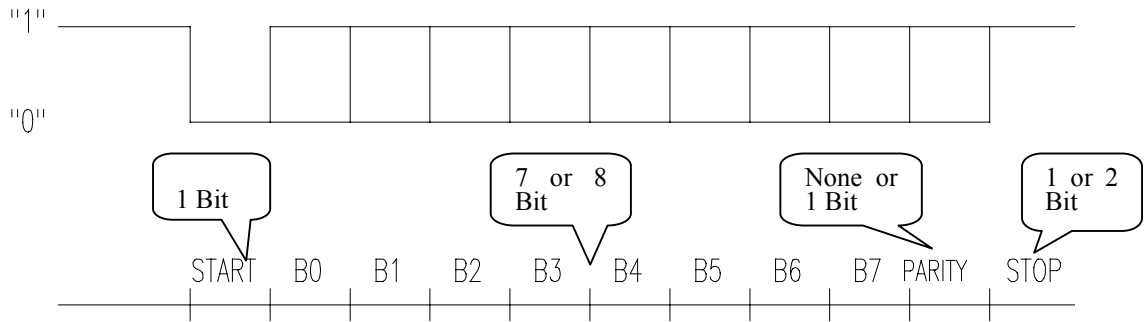 "1"
"0"
1 Bit
7 or 8
Bit
None or
1 Bit
1 or 2
Bit
START B0 B1 B2 B3 B4 B5 B6 B7 PARITY STOP